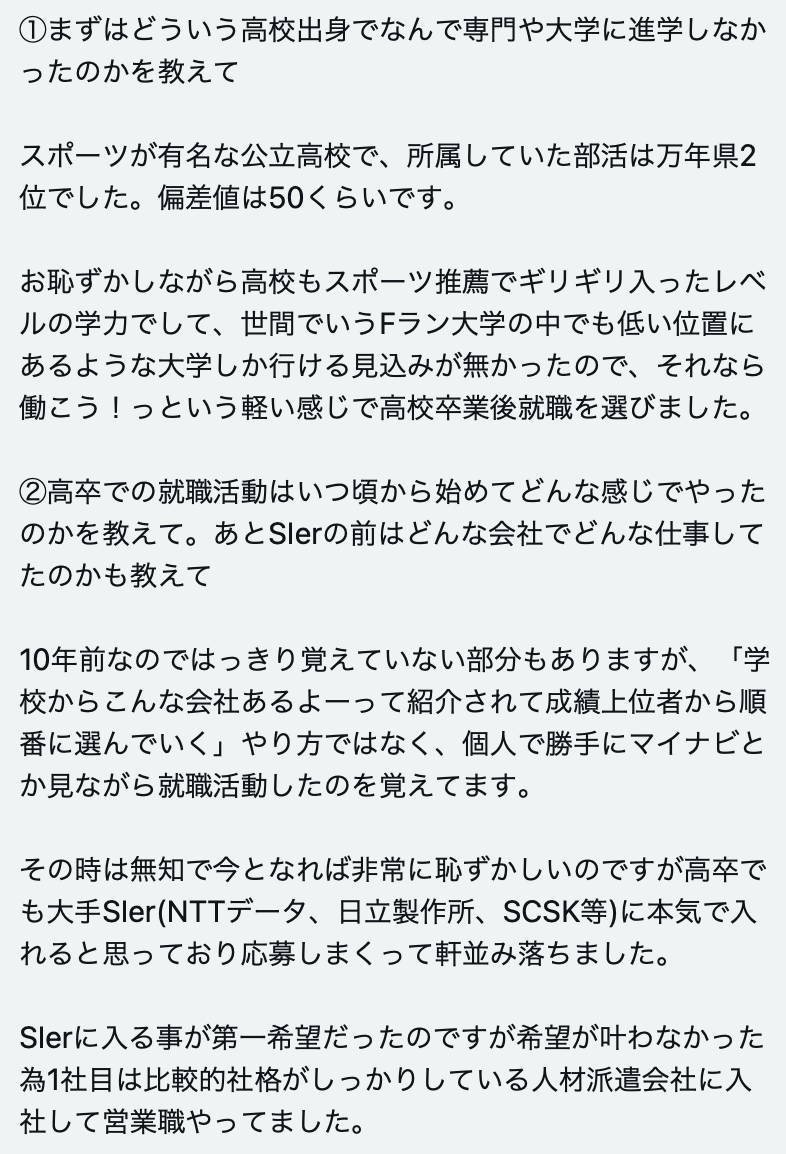 ①まずはどういう高校出身でなんで専門や大学に進学しなか
ったのかを教えて
スポーツが有名な公立高校で、所属していた部活は万年県2
位でした。偏差値は50くらいです。
お恥ずかしながら高校もスポーツ推薦でギリギリ入ったレベ
ルの学力でして、世間でいうFラン大学の中でも低い位置に
あるような大学しか行ける見込みが無かったので、それなら
働こう！っという軽い感じで高校卒業後就職を選びました。
②高卒での就職活動はいつ頃から始めてどんな感じでやった
のかを教えて。あとSIerの前はどんな会社でどんな仕事して
たのかも教えて
10年前なのではっきり覚えていない部分もありますが、「学
校からこんな会社あるよーって紹介されて成績上位者から順
番に選んでいく」やり方ではなく、個人で勝手にマイナビと
か見ながら就職活動したのを覚えてます。
その時は無知で今となれば非常に恥ずかしいのですが高卒で
も大手SIer(NTTデータ、日立製作所、SCSK等)に本気で入
れると思っており応募しまくって軒並み落ちました。
SIerに入る事が第一希望だったのですが希望が叶わなかった
為1社目は比較的社格がしっかりしている人材派遣会社に入
社して営業職やってました。